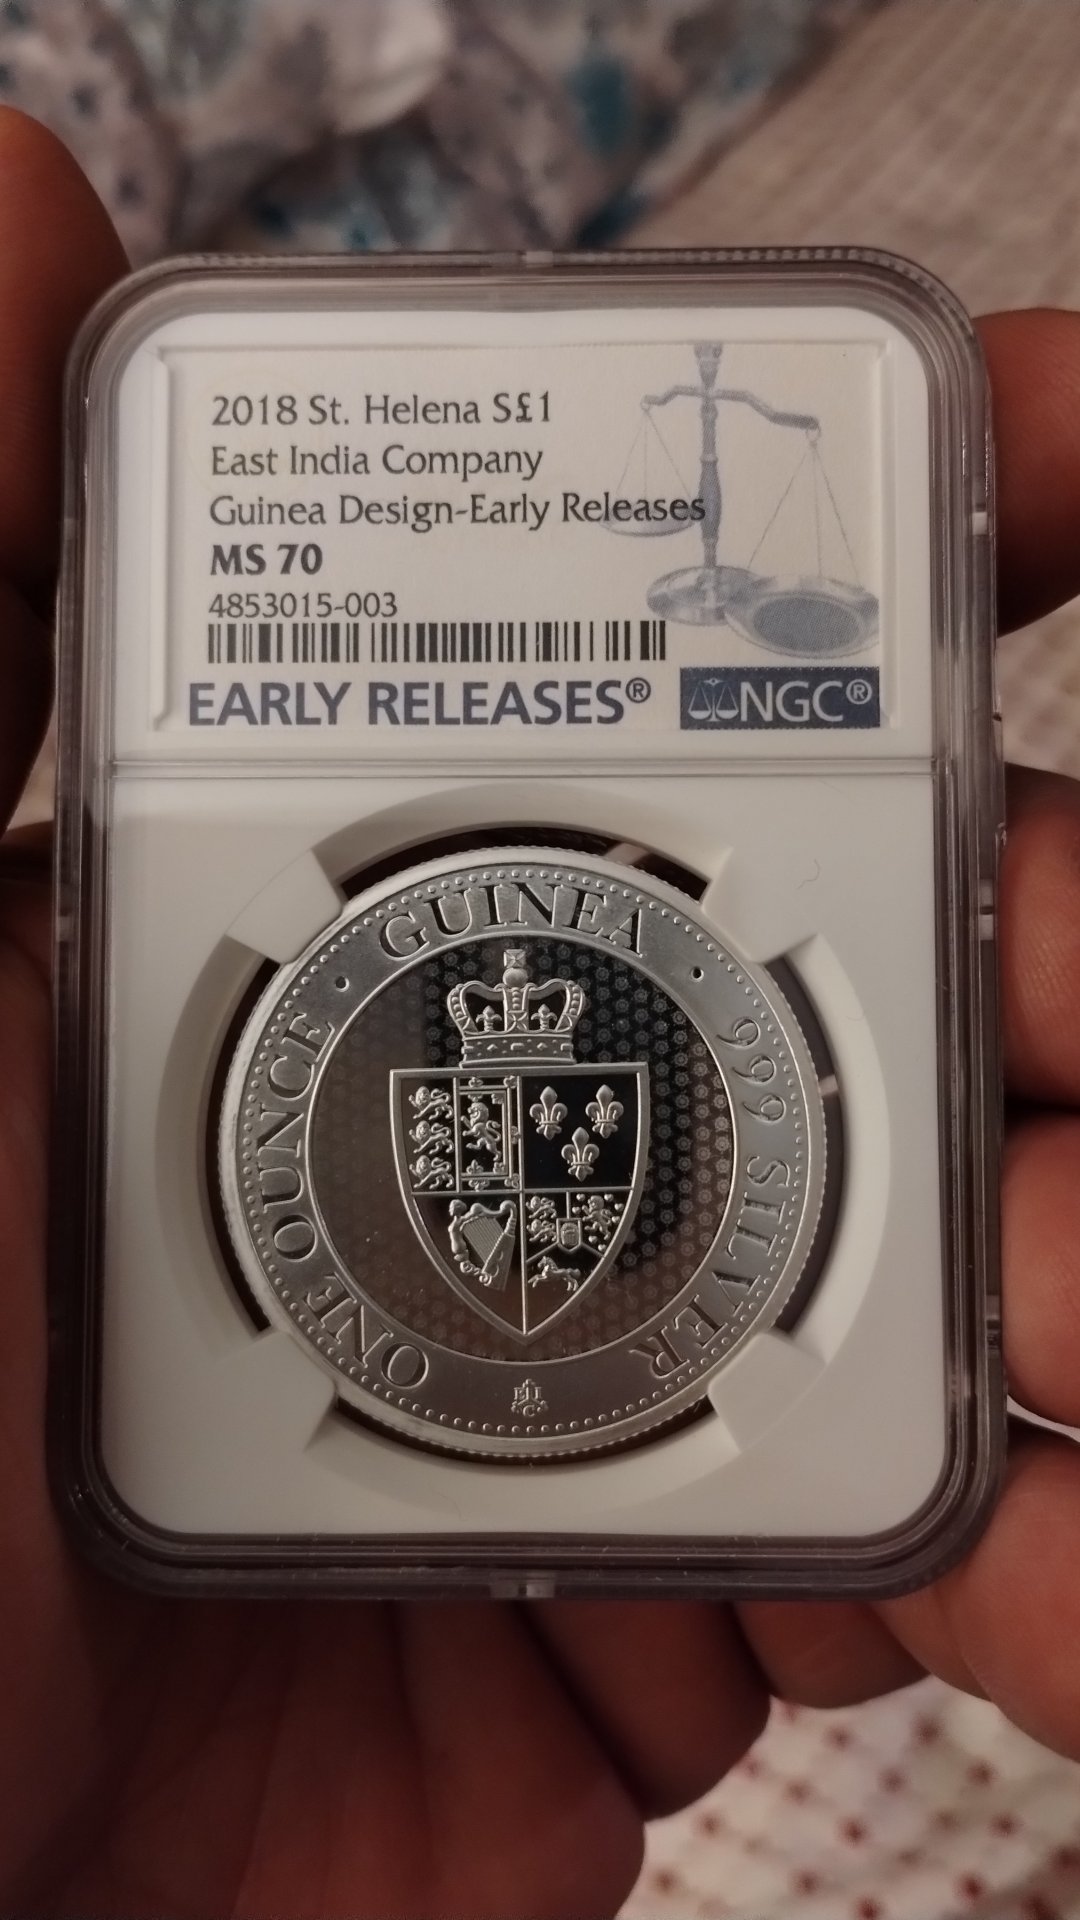 2018 St. Helena S£1
East India Company
Guinea Design-Early Releases
MS 70
4853015-003
EARLY RELEASES®
NGC®
ONE OUNCE · GUINEA · 999 SILVER
E I
C